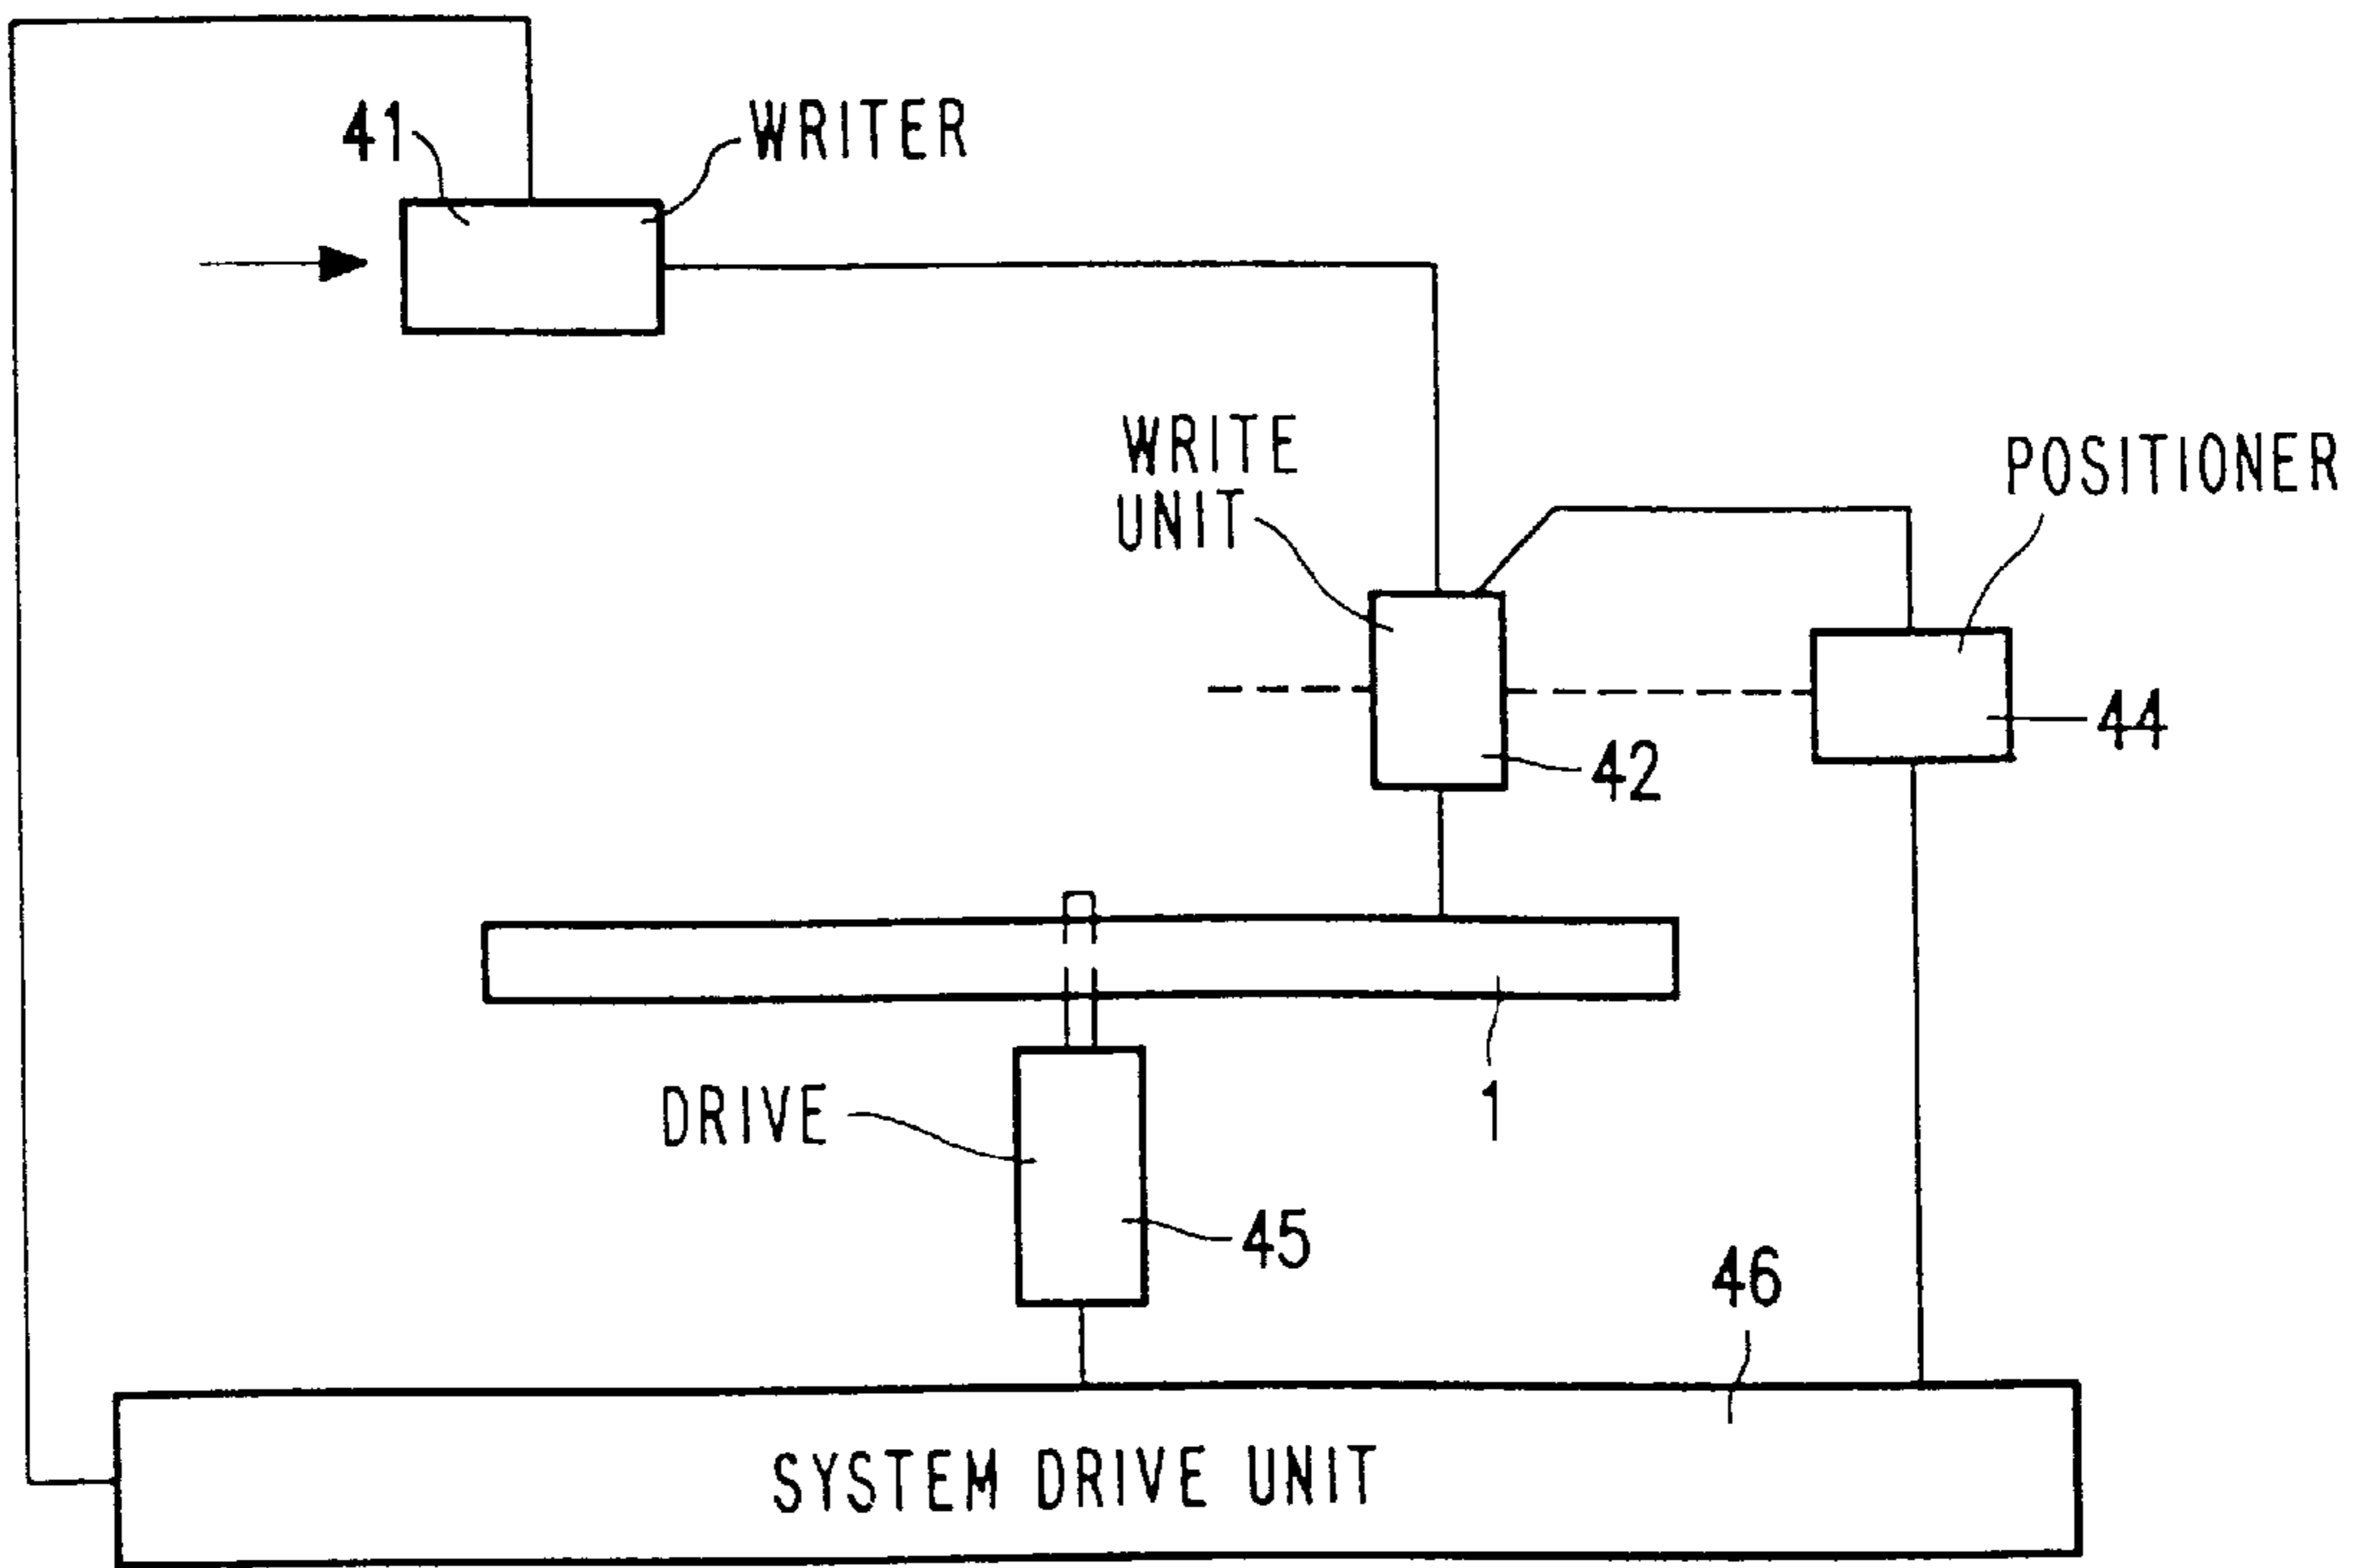 41
WRITER
WRITE
UNIT
POSITIONER
44
42
1
DRIVE
45
46
SYSTEM DRIVE UNIT